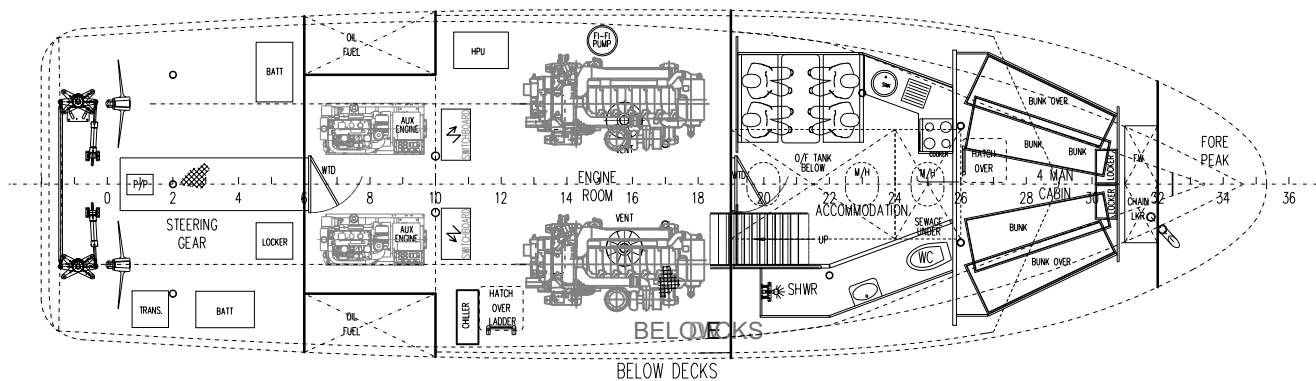 OIL
FUEL
FI-FI
PUMP
HPU
BATT
AUX
ENGINE
SWITCHBOARD
VENT
SINK
COOKER
BUNK OVER
BUNK
BUNK
LOCKER
FW
FORE
PEAK
O/F TANK
BELOW
M/H
M/H
HATCH
OVER
WTD
WTD
P/P
ENGINE
ROOM
4 MAN
CABIN
0 2 4 6 8 10 12 14 16 18 20 22 24 26 28 30 32 34 36
STEERING
GEAR
ACCOMMODATION
CHAIN
LKR
LOCKER
LOCKER
AUX
ENGINE
SWITCHBOARD
VENT
UP
SEWAGE
UNDER
WC
BUNK
BUNK OVER
SHWR
TRANS.
BATT
OIL
FUEL
CHILLER
HATCH
OVER
LADDER
BELOW DECKS
BELOW DECKS